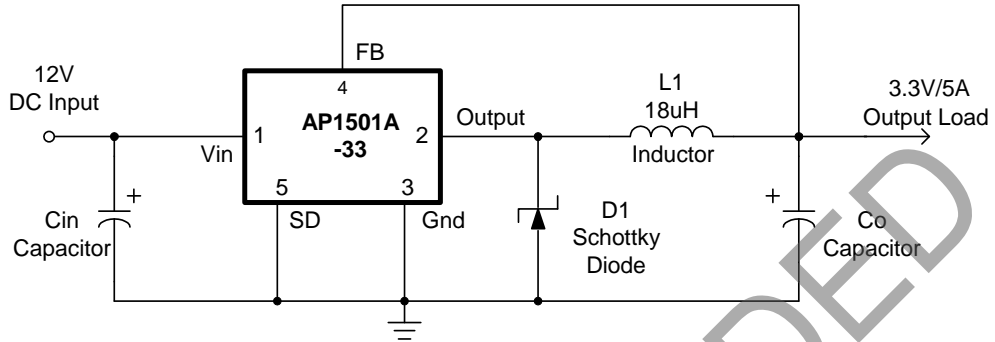 FB
12V
DC Input
4
L1
18uH
3.3V/5A
Output Load
AP1501A
-33
1
2
Output
Vin
Inductor
5
3
+
+
SD
Gnd
Cin
Capacitor
D1
Schottky
Diode
Co
Capacitor
DED